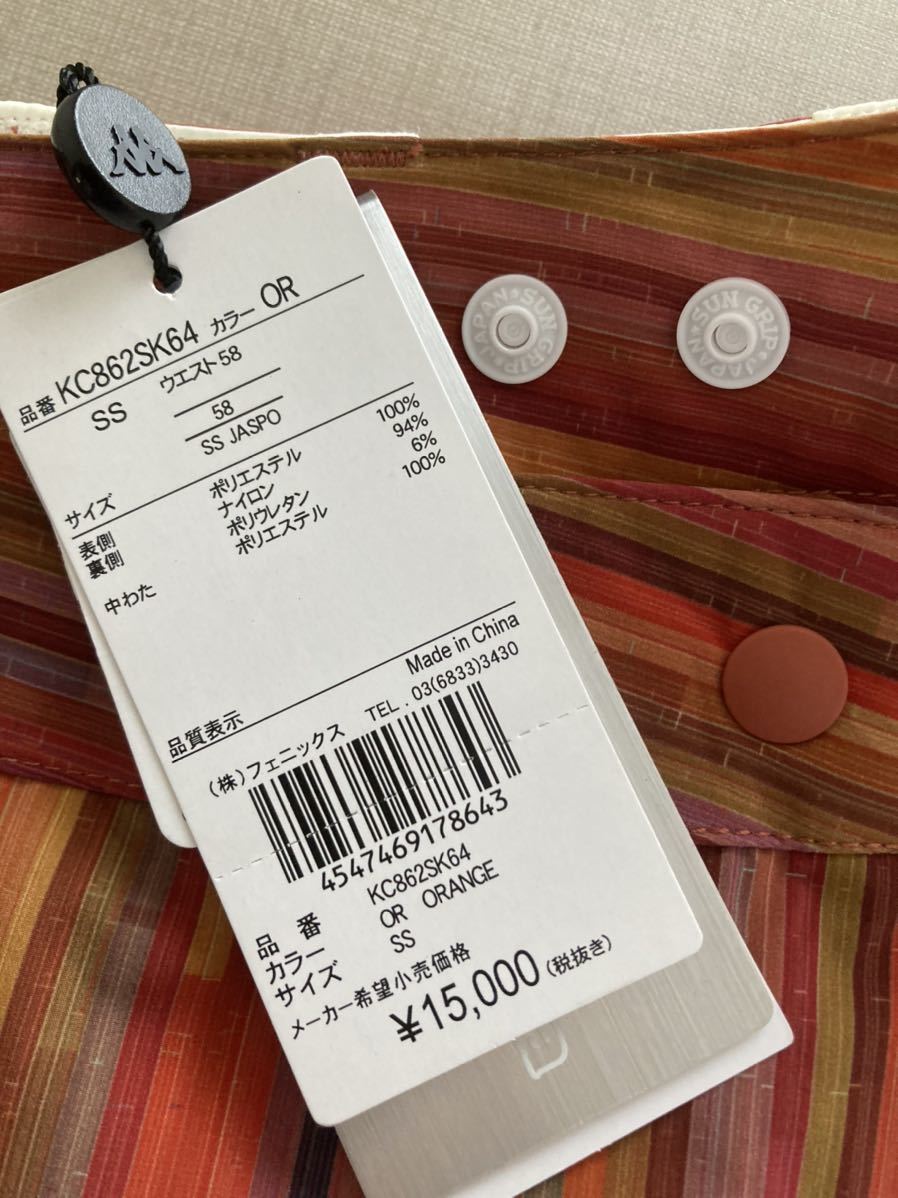 品番 KC862SK64 カラー OR
SS ウエスト58
58
SS JASPO
サイズ
表側 ポリエステル 100%
裏側 ナイロン 94%
ポリウレタン 6%
中わた ポリエステル 100%
Made in China
品質表示
(株)フェニックス TEL. 03(6833)3430
4547469178643
品番 KC862SK64
カラー OR ORANGE
サイズ SS
メーカー希望小売価格
¥15,000(税抜き)
JAPAN★SUN GRIP
SUN GRIP★JAPAN★